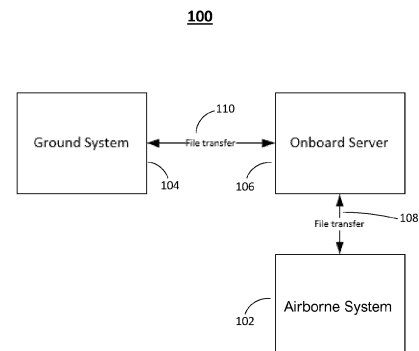 100
110
Ground System
File transfer
Onboard Server
104
106
File transfer
108
102
Airborne System